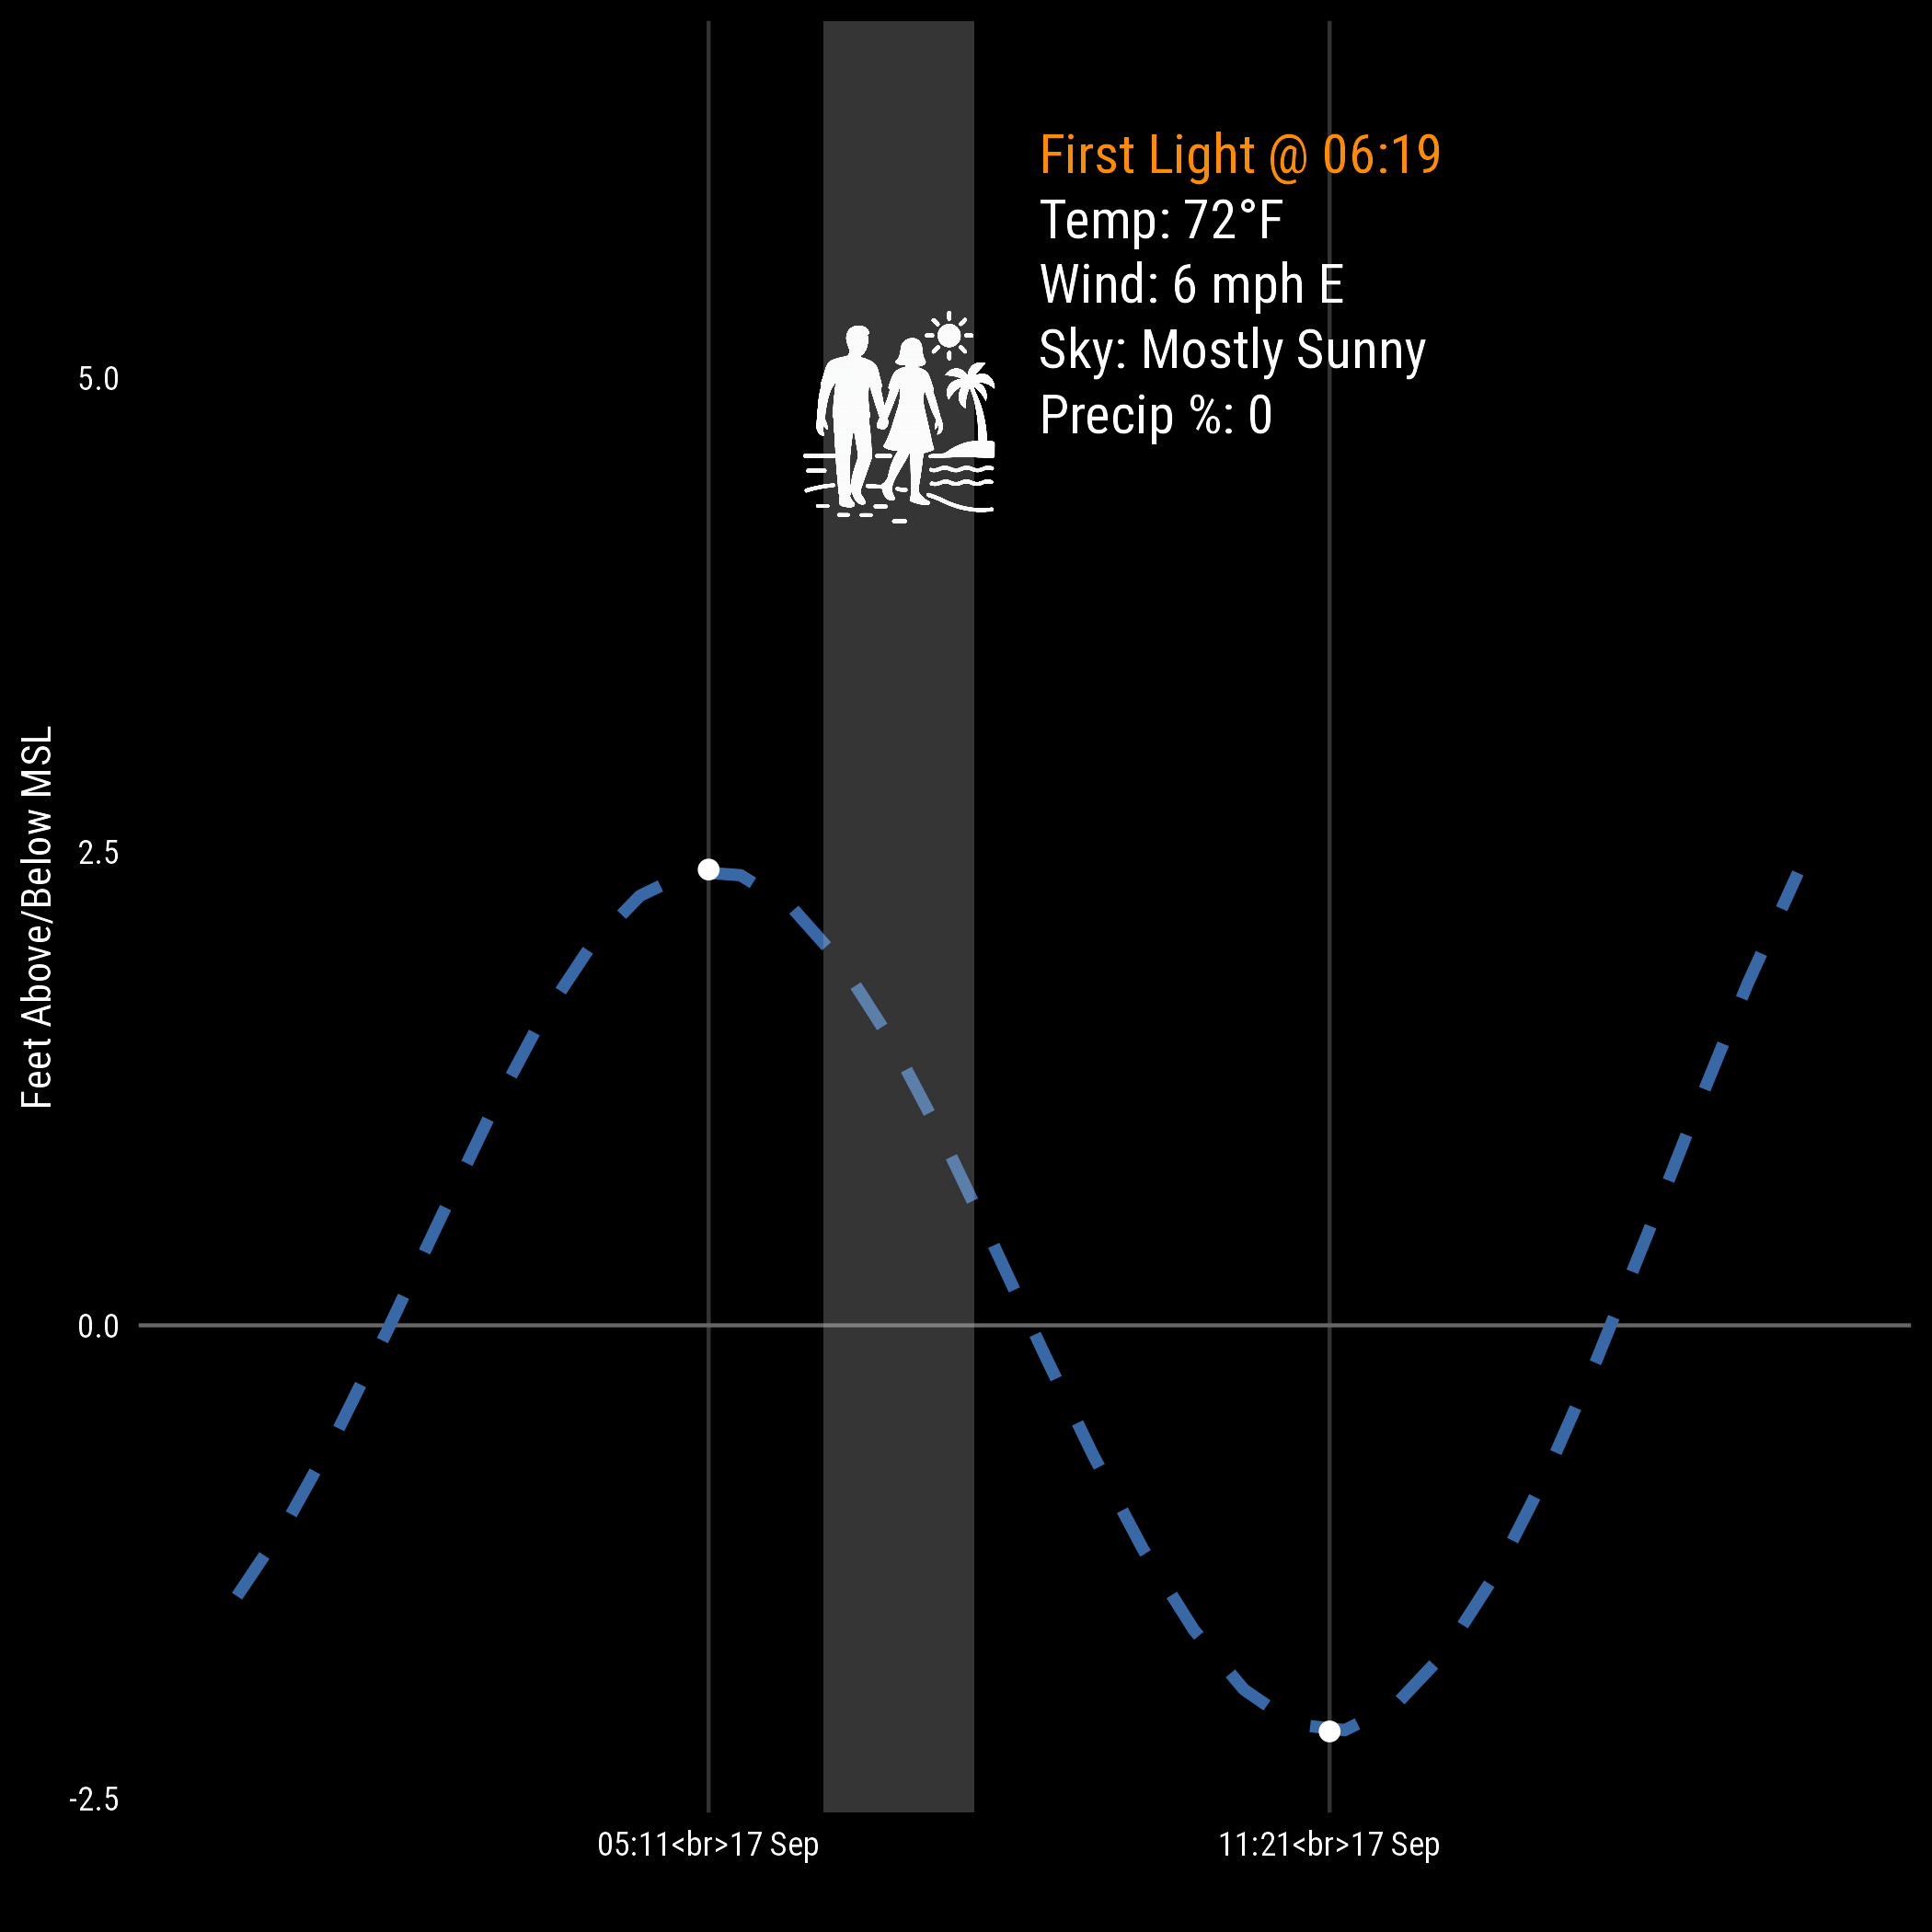 First Light @ 06:19
Temp: 72°F
Wind: 6 mph E
Sky: Mostly Sunny
Precip %: 0
Feet Above/Below MSL
5.0
2.5
0.0
-2.5
05:11<br>17 Sep
11:21<br>17 Sep